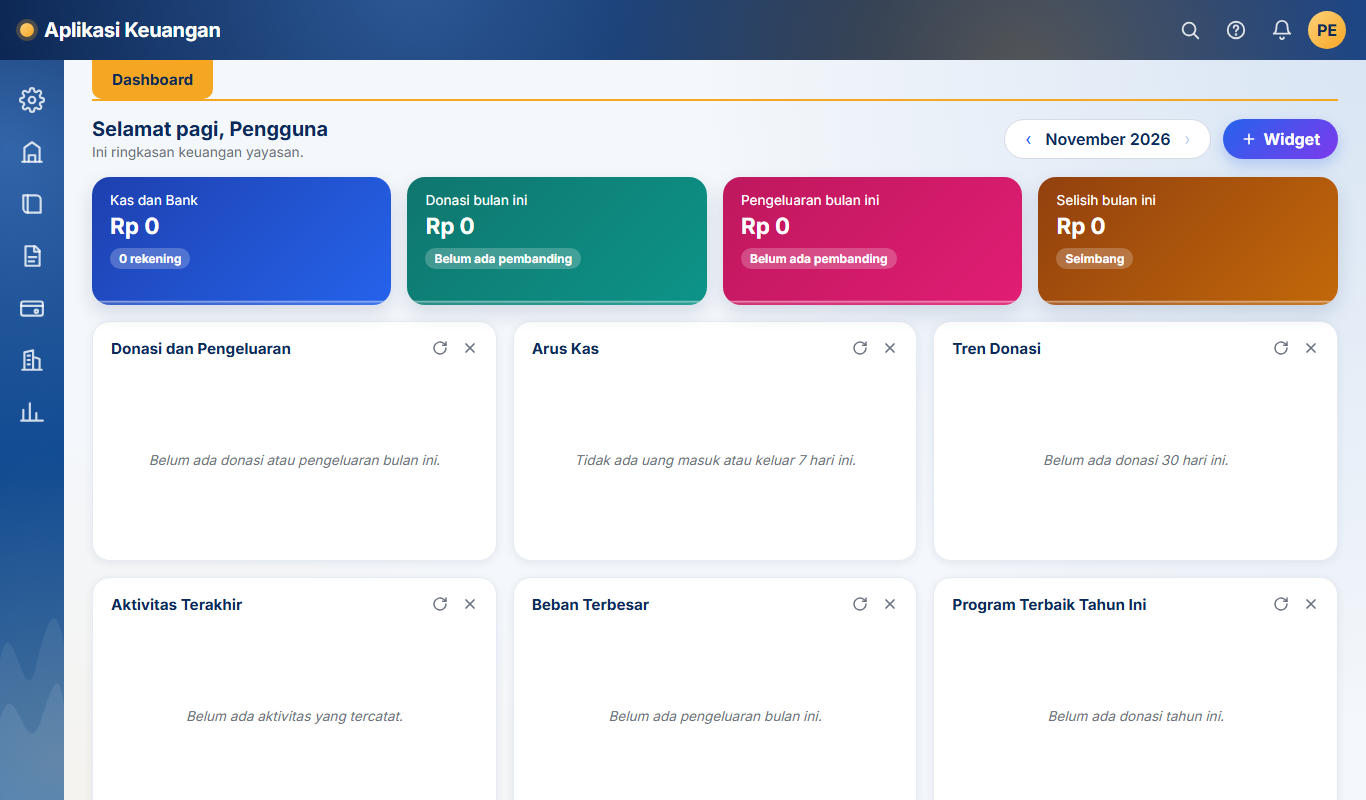 Aplikasi Keuangan
PE
Dashboard
Selamat pagi, Pengguna
Ini ringkasan keuangan yayasan.
‹ November 2026 ›
+ Widget
Kas dan Bank
Rp 0
0 rekening
Donasi bulan ini
Rp 0
Belum ada pembanding
Pengeluaran bulan ini
Rp 0
Belum ada pembanding
Selisih bulan ini
Rp 0
Seimbang
Donasi dan Pengeluaran
Belum ada donasi atau pengeluaran bulan ini.
Arus Kas
Tidak ada uang masuk atau keluar 7 hari ini.
Tren Donasi
Belum ada donasi 30 hari ini.
Aktivitas Terakhir
Belum ada aktivitas yang tercatat.
Beban Terbesar
Belum ada pengeluaran bulan ini.
Program Terbaik Tahun Ini
Belum ada donasi tahun ini.